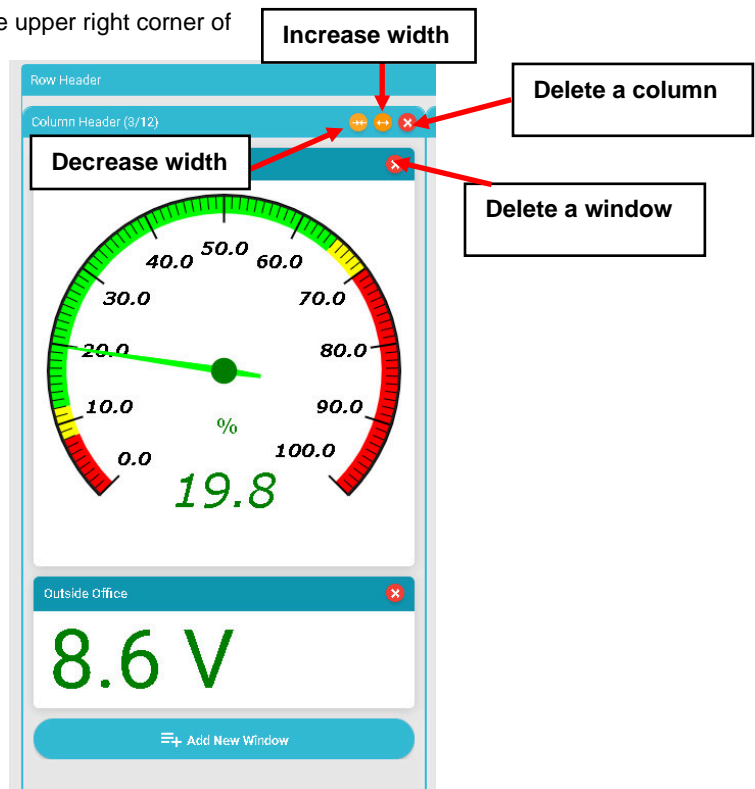 e upper right corner of
Increase width
Row Header
Delete a column
Column Header (3/12)
Decrease width
Delete a window
50.0
40.0
60.0
30.0
70.0
20.0
80.0
10.0
90.0
%
0.0
100.0
19.8
Outside Office
8.6 V
Add New Window